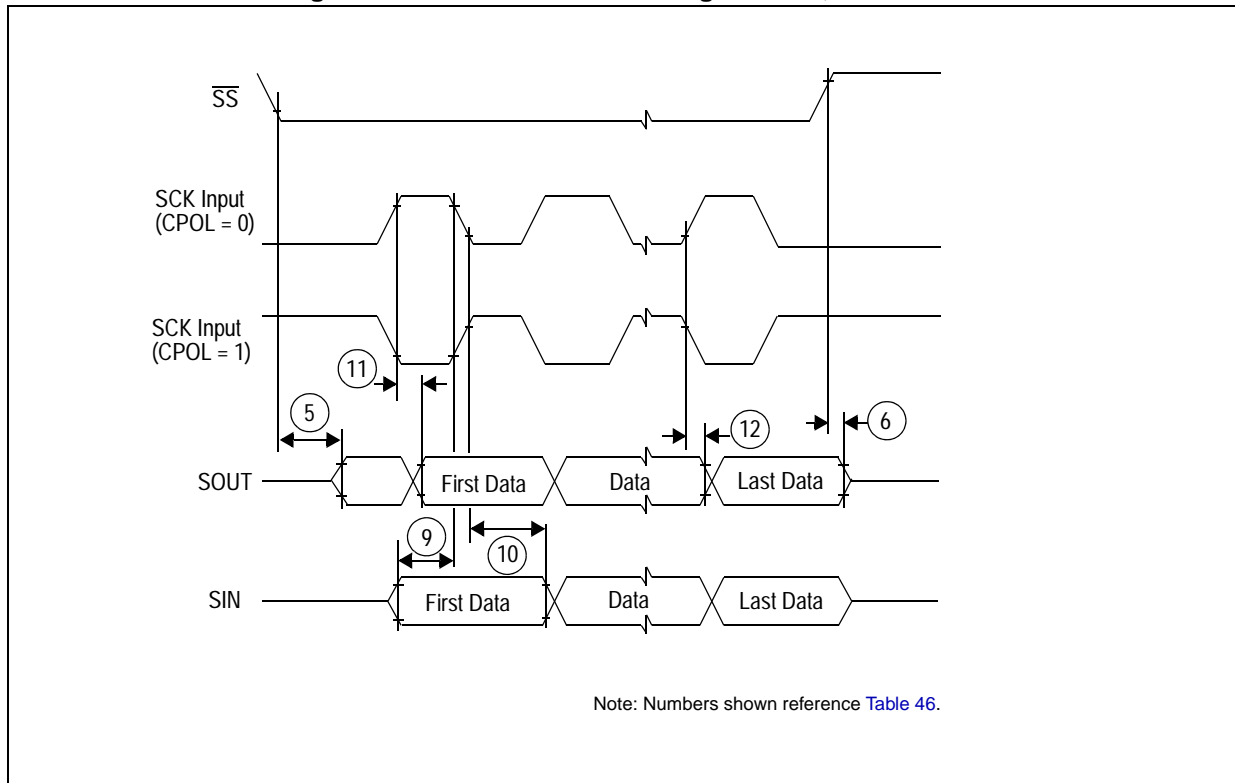 SS
SCK Input
(CPOL = 0)
SCK Input
(CPOL = 1)
11
5
12
6
SOUT
First Data
Data
Last Data
9
10
SIN
First Data
Data
Last Data
Note: Numbers shown reference Table 46.